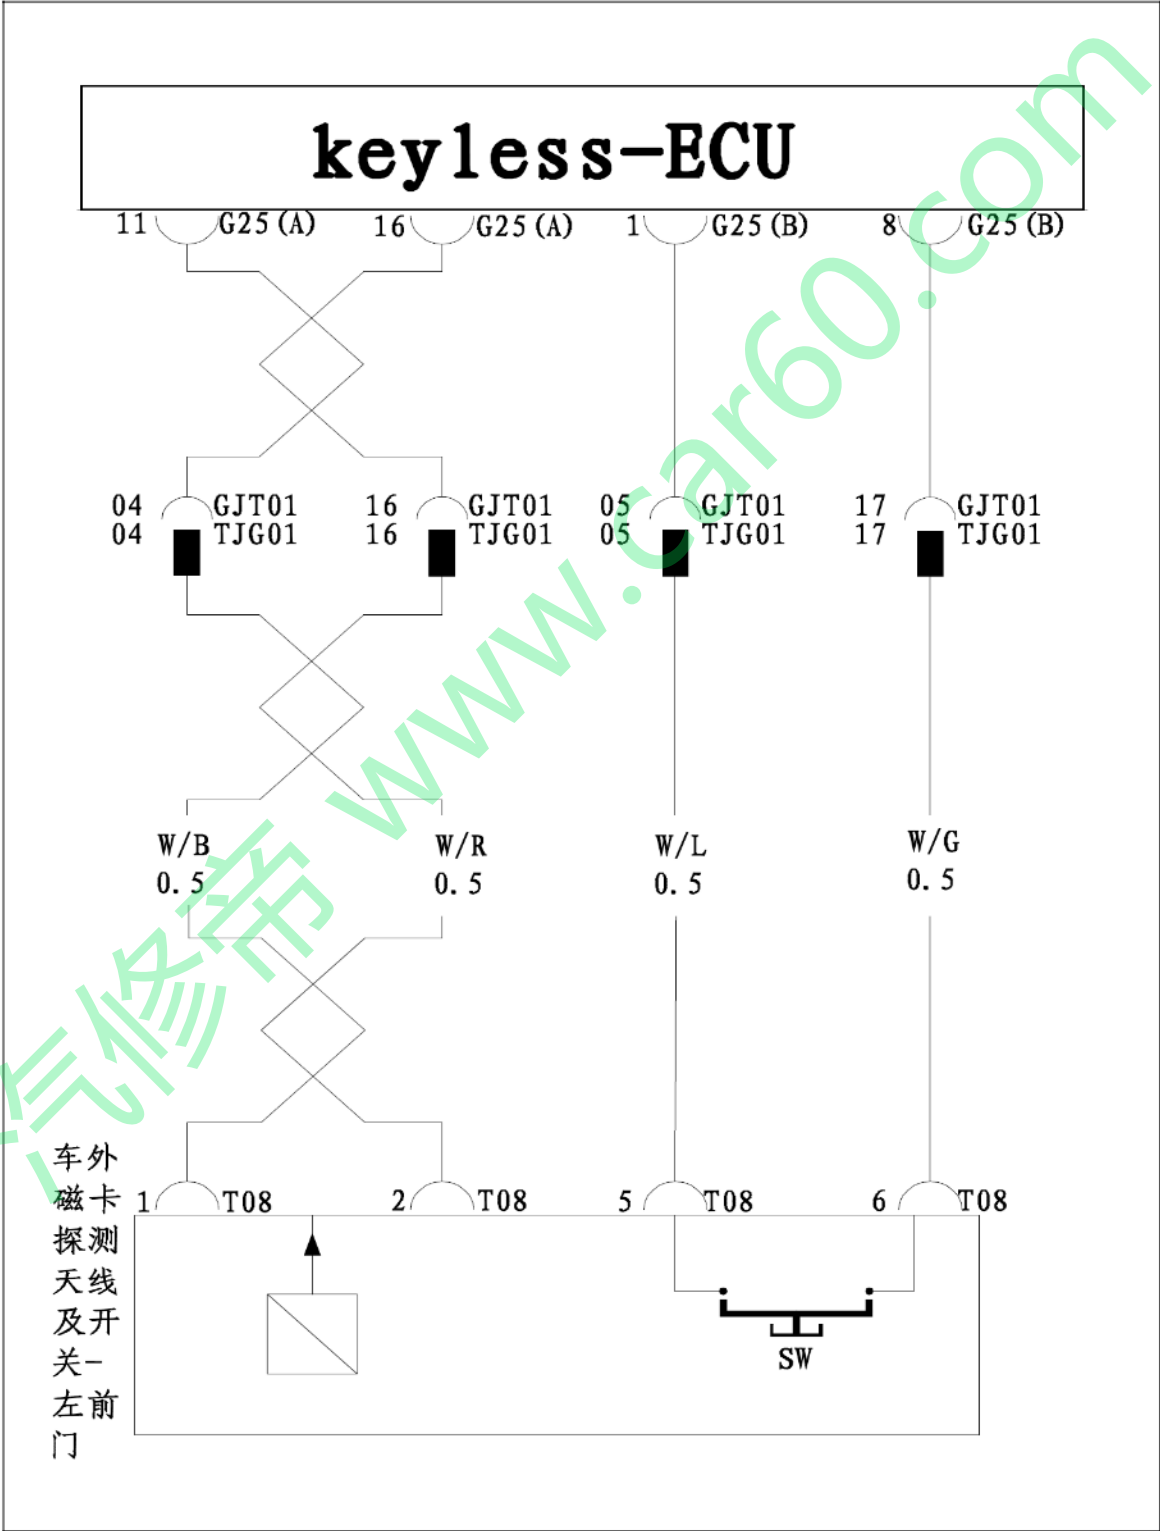 keyless-ECU
11 G25(A) 16 G25(A) 1 G25(B) 8 G25(B)
04 GJT01 16 GJT01 05 GJT01 17 GJT01
04 TJG01 16 TJG01 05 TJG01 17 TJG01
W/B W/R W/L W/G
0.5 0.5 0.5 0.5
1 T08 2 T08 5 T08 6 T08
车外
磁卡
探测
天线
及开
关-
左前
门
SW
汽修帝 www.car60.com